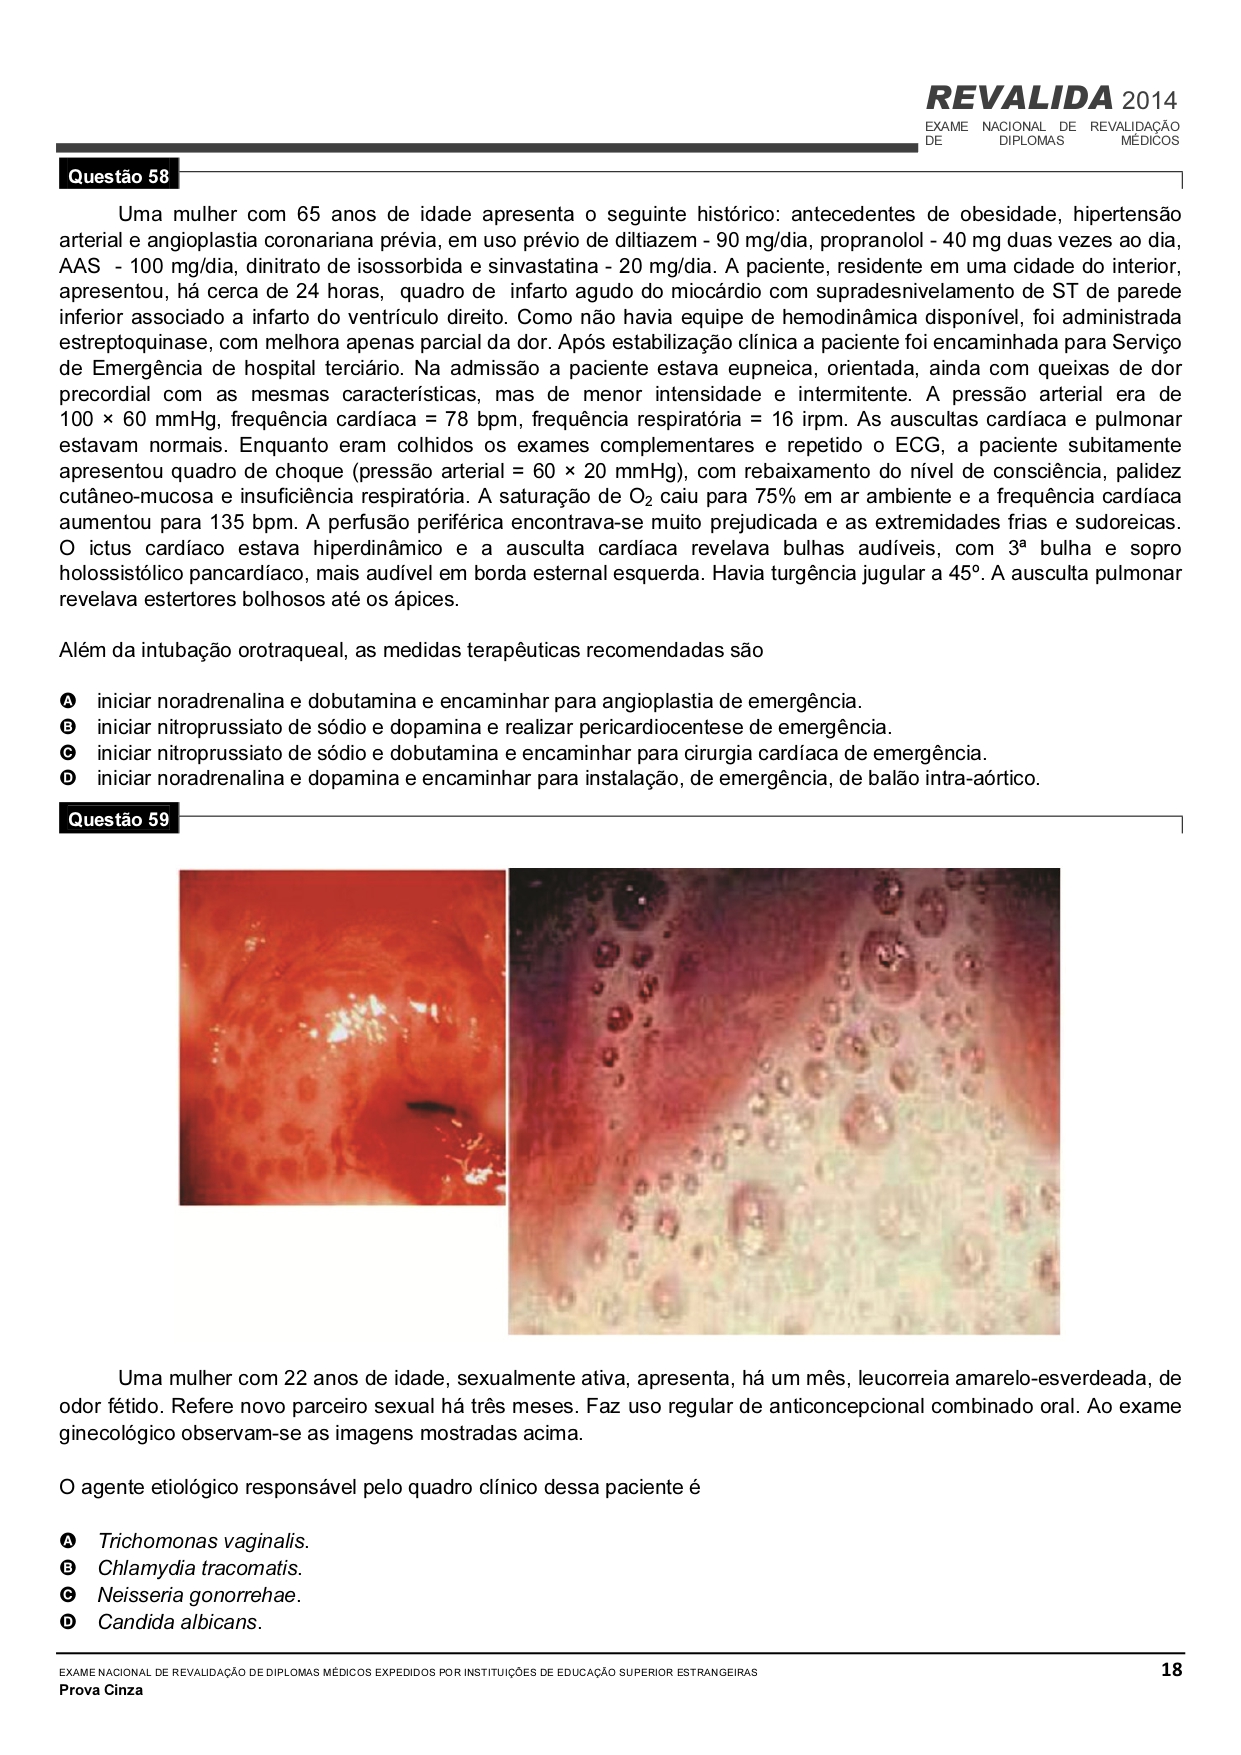 REVALIDA 2014
EXAME NACIONAL DE REVALIDAÇÃO
DE DIPLOMAS MÉDICOS
Questão 58
Uma mulher com 65 anos de idade apresenta o seguinte histórico: antecedentes de obesidade, hipertensão
arterial e angioplastia coronariana prévia, em uso prévio de diltiazem - 90 mg/dia, propranolol - 40 mg duas vezes ao dia,
AAS - 100 mg/dia, dinitrato de isossorbida e sinvastatina - 20 mg/dia. A paciente, residente em uma cidade do interior,
apresentou, há cerca de 24 horas, quadro de infarto agudo do miocárdio com supradesnivelamento de ST de parede
inferior associado a infarto do ventrículo direito. Como não havia equipe de hemodinâmica disponível, foi administrada
estreptoquinase, com melhora apenas parcial da dor. Após estabilização clínica a paciente foi encaminhada para Serviço
de Emergência de hospital terciário. Na admissão a paciente estava eupneica, orientada, ainda com queixas de dor
precordial com as mesmas características, mas de menor intensidade e intermitente. A pressão arterial era de
100 × 60 mmHg, frequência cardíaca = 78 bpm, frequência respiratória = 16 irpm. As auscultas cardíaca e pulmonar
estavam normais. Enquanto eram colhidos os exames complementares e repetido o ECG, a paciente subitamente
apresentou quadro de choque (pressão arterial = 60 × 20 mmHg), com rebaixamento do nível de consciência, palidez
cutâneo-mucosa e insuficiência respiratória. A saturação de O2 caiu para 75% em ar ambiente e a frequência cardíaca
aumentou para 135 bpm. A perfusão periférica encontrava-se muito prejudicada e as extremidades frias e sudoreicas.
O ictus cardíaco estava hiperdinâmico e a ausculta cardíaca revelava bulhas audíveis, com 3ª bulha e sopro
holossistólico pancardíaco, mais audível em borda esternal esquerda. Havia turgência jugular a 45º. A ausculta pulmonar
revelava estertores bolhosos até os ápices.
Além da intubação orotraqueal, as medidas terapêuticas recomendadas são
A iniciar noradrenalina e dobutamina e encaminhar para angioplastia de emergência.
B iniciar nitroprussiato de sódio e dopamina e realizar pericardiocentese de emergência.
C iniciar nitroprussiato de sódio e dobutamina e encaminhar para cirurgia cardíaca de emergência.
D iniciar noradrenalina e dopamina e encaminhar para instalação, de emergência, de balão intra-aórtico.
Questão 59
Uma mulher com 22 anos de idade, sexualmente ativa, apresenta, há um mês, leucorreia amarelo-esverdeada, de
odor fétido. Refere novo parceiro sexual há três meses. Faz uso regular de anticoncepcional combinado oral. Ao exame
ginecológico observam-se as imagens mostradas acima.
O agente etiológico responsável pelo quadro clínico dessa paciente é
A Trichomonas vaginalis.
B Chlamydia tracomatis.
C Neisseria gonorrehae.
D Candida albicans.
EXAME NACIONAL DE REVALIDAÇÃO DE DIPLOMAS MÉDICOS EXPEDIDOS POR INSTITUIÇÕES DE EDUCAÇÃO SUPERIOR ESTRANGEIRAS 18
Prova Cinza